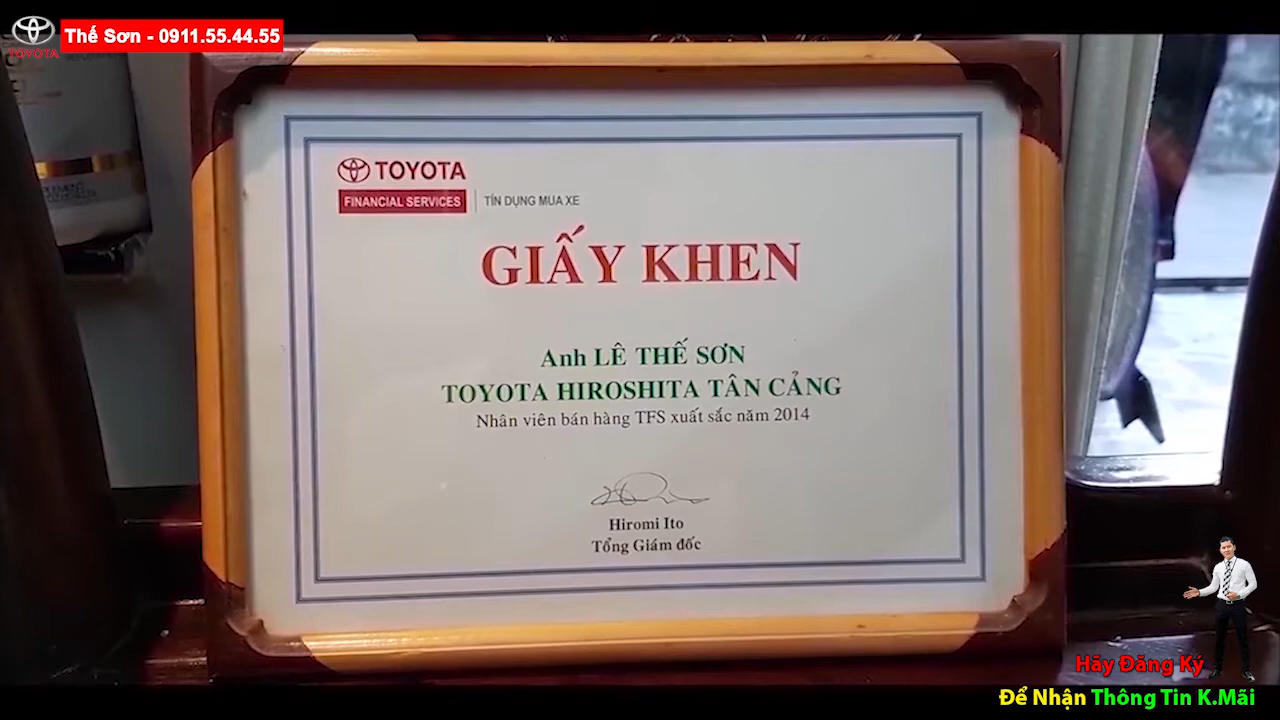 TOYOTA
Thế Sơn - 0911.55.44.55
TOYOTA
FINANCIAL SERVICES
TÍN DỤNG MUA XE
GIẤY KHEN
Anh LÊ THẾ SƠN
TOYOTA HIROSHITA TÂN CẢNG
Nhân viên bán hàng TFS xuất sắc năm 2014
Hiromi Ito
Tổng Giám đốc
Hãy Đăng Ký
Để Nhận Thông Tin K.Mãi